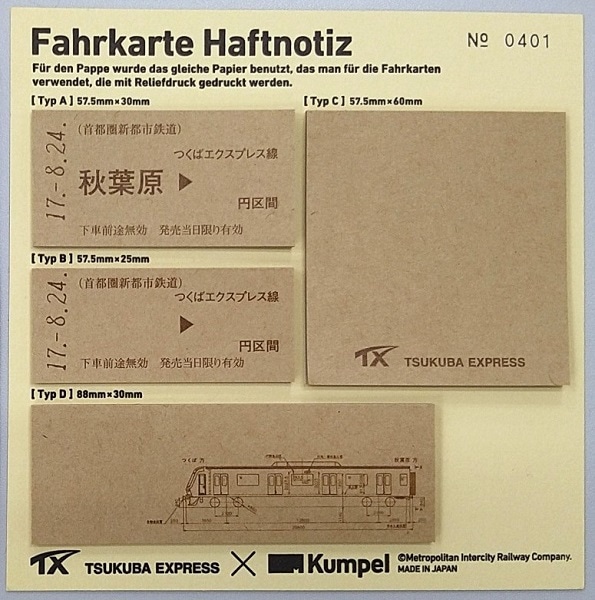 Fahrkarte Haftnotiz
Nº 0401
Für den Pappe wurde das gleiche Papier benutzt, das man für die Fahrkarten
verwendet, die mit Reliefdruck gedruckt werden.
[ Typ A ] 57.5mm×30mm
17.-8.24.
(首都圏新都市鉄道)
つくばエクスプレス線
秋葉原 ▶
円区間
下車前途無効 発売当日限り有効
[ Typ B ] 57.5mm×25mm
17.-8.24.
(首都圏新都市鉄道)
つくばエクスプレス線
▶
円区間
下車前途無効 発売当日限り有効
[ Typ C ] 57.5mm×60mm
TX TSUKUBA EXPRESS
[ Typ D ] 88mm×30mm
つくば 方
秋葉原 方
TX TSUKUBA EXPRESS × Kumpel
©Metropolitan Intercity Railway Company.
MADE IN JAPAN